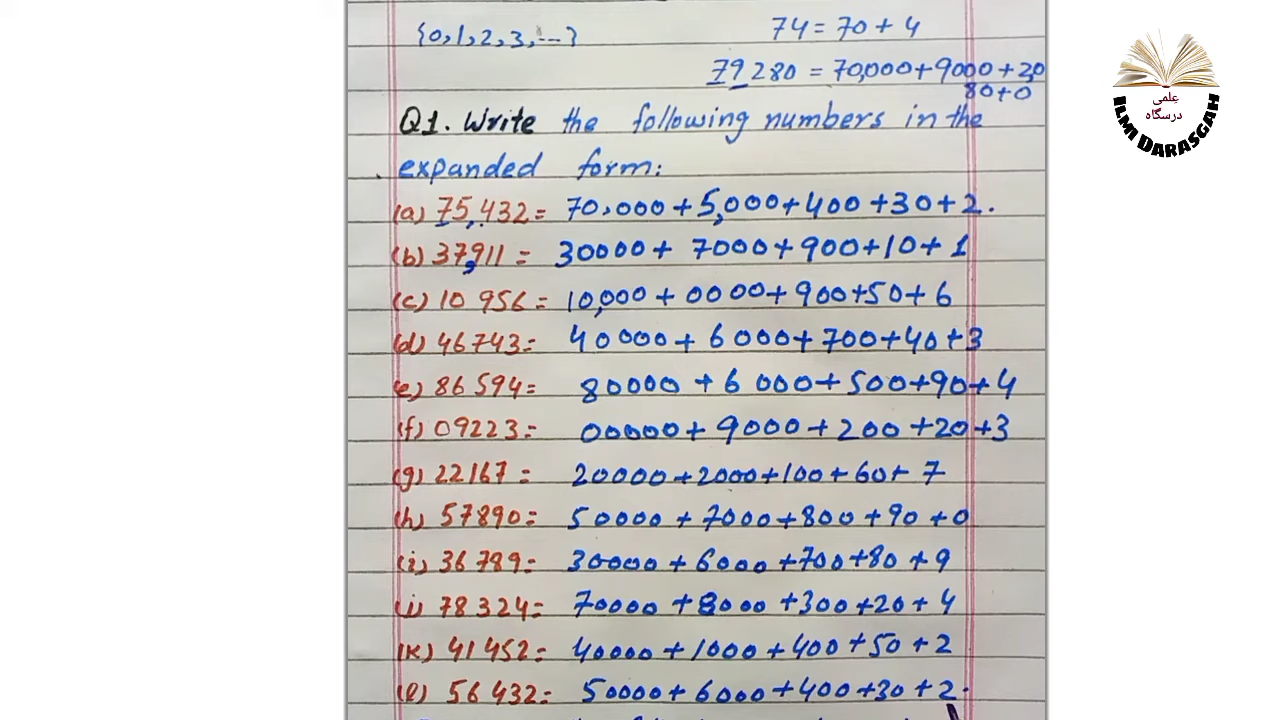 {0,1,2,3,...}
74 = 70 + 4
79280 = 70,000+9000+20
80+0
Q1. Write the following numbers in the
expanded form:
(a) 75,432 = 70,000+5,000+400+30+2.
(b) 37,911 = 30000+ 7000+900+10+1
(c) 10 956 = 10,000+0000+900+50+6
(d) 46743= 40000+6000+700+40+3
(e) 86 594= 80000+6 000+500+90+4
(f) 09223= 00000+9000+200+20+3
(g) 22167 = 20000+2000+100+60+7
(h) 57890= 50000+7000+800+90+0
(i) 36 789= 30000+6000+700+80+9
(j) 78 324= 70000+8000+300+20+4
(k) 41 452= 40000+1000+400+50+2
(l) 56 432= 50000+6000+400+30+2.
علمی
درسگاه
ILMI DARASGAH